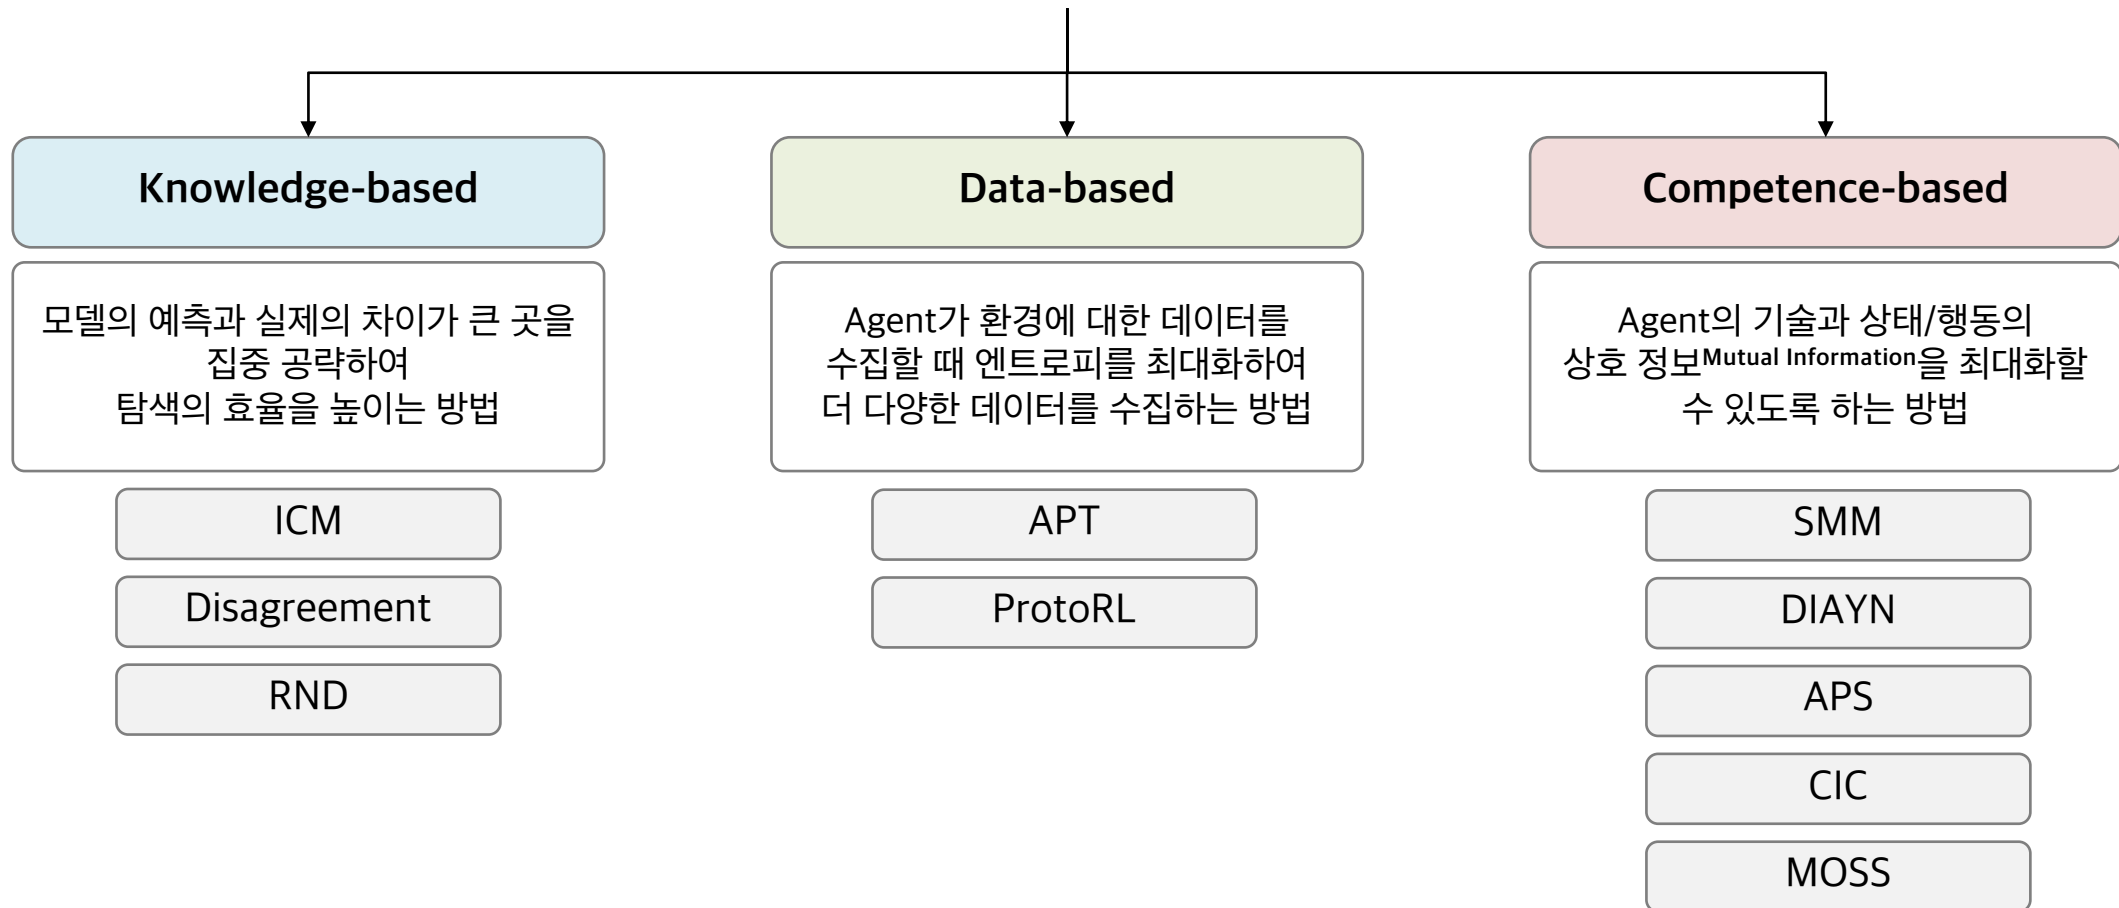 Knowledge-based
모델의 예측과 실제의 차이가 큰 곳을
집중 공략하여
탐색의 효율을 높이는 방법
ICM
Disagreement
RND
Data-based
Agent가 환경에 대한 데이터를
수집할 때 엔트로피를 최대화하여
더 다양한 데이터를 수집하는 방법
APT
ProtoRL
Competence-based
Agent의 기술과 상태/행동의
상호 정보Mutual Information을 최대화할
수 있도록 하는 방법
SMM
DIAYN
APS
CIC
MOSS